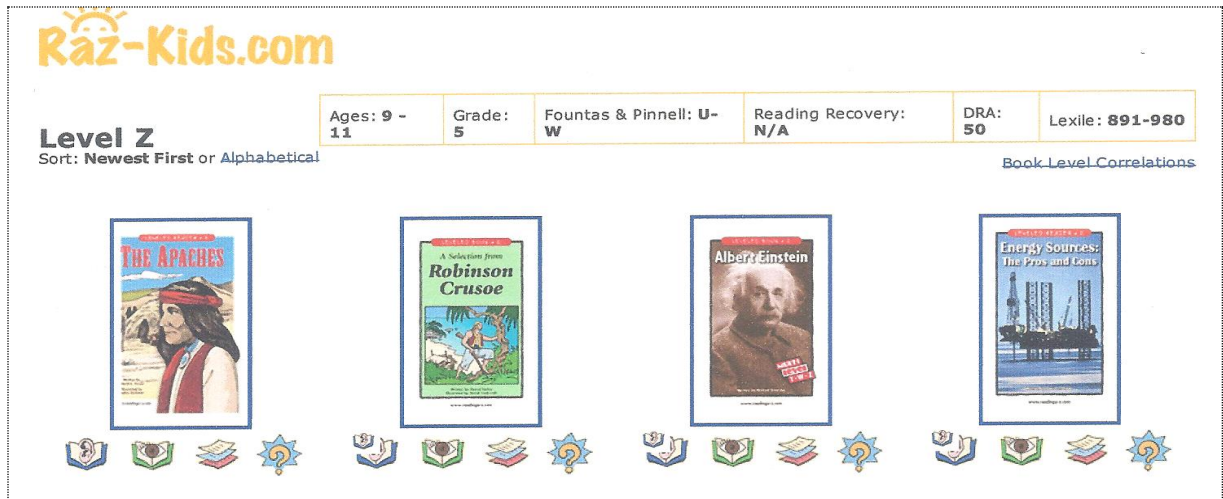 Raz-Kids.com
Level Z
Ages: 9 -
11
Grade:
5
Fountas & Pinnell: U-
W
Reading Recovery:
N/A
DRA:
50
Lexile: 891-980
Sort: Newest First or Alphabetical
Book Level Correlations
THE APACHES
A Selection from
Robinson
Crusoe
Albert Einstein
Energy Sources:
The Pros and Cons